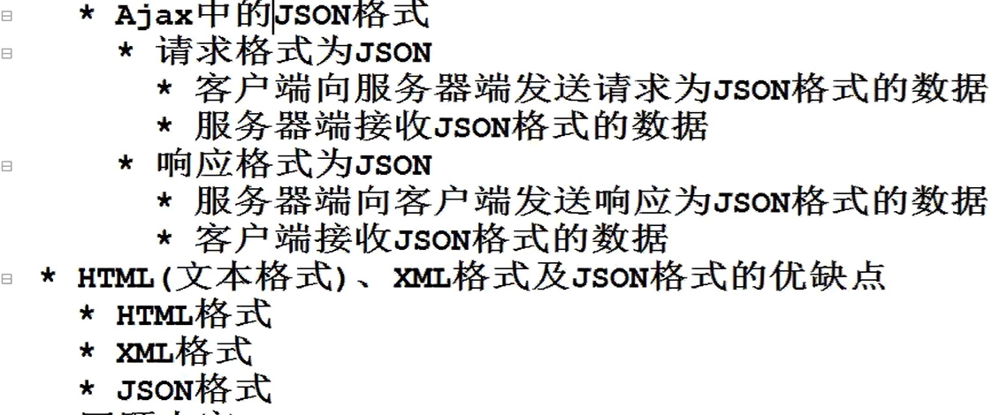 * Ajax中的JSON格式
* 请求格式为JSON
* 客户端向服务器端发送请求为JSON格式的数据
* 服务器端接收JSON格式的数据
* 响应格式为JSON
* 服务器端向客户端发送响应为JSON格式的数据
* 客户端接收JSON格式的数据
* HTML(文本格式)、XML格式及JSON格式的优缺点
* HTML格式
* XML格式
* JSON格式